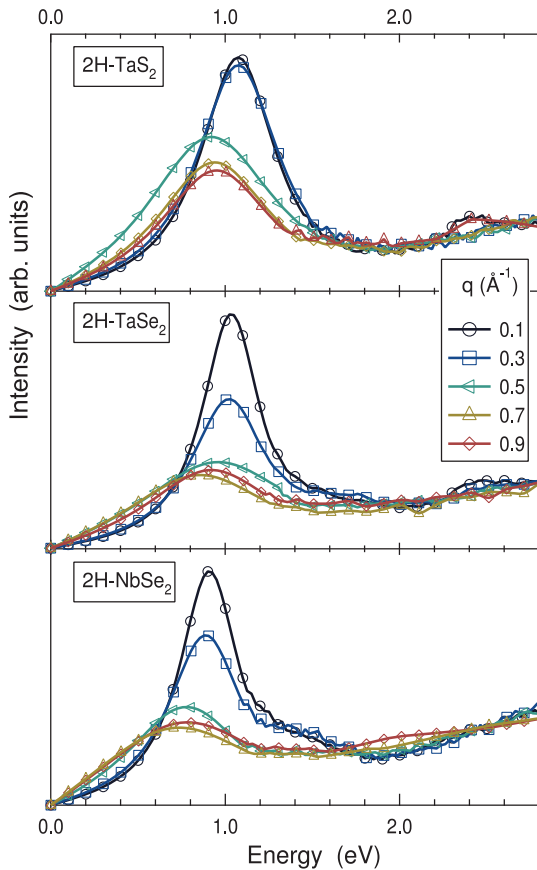 0.0 1.0 2.0
2H-TaS₂
2H-TaSe₂
q (Å⁻¹)
0.1
0.3
0.5
0.7
0.9
2H-NbSe₂
Intensity (arb. units)
0.0 1.0 2.0
Energy (eV)